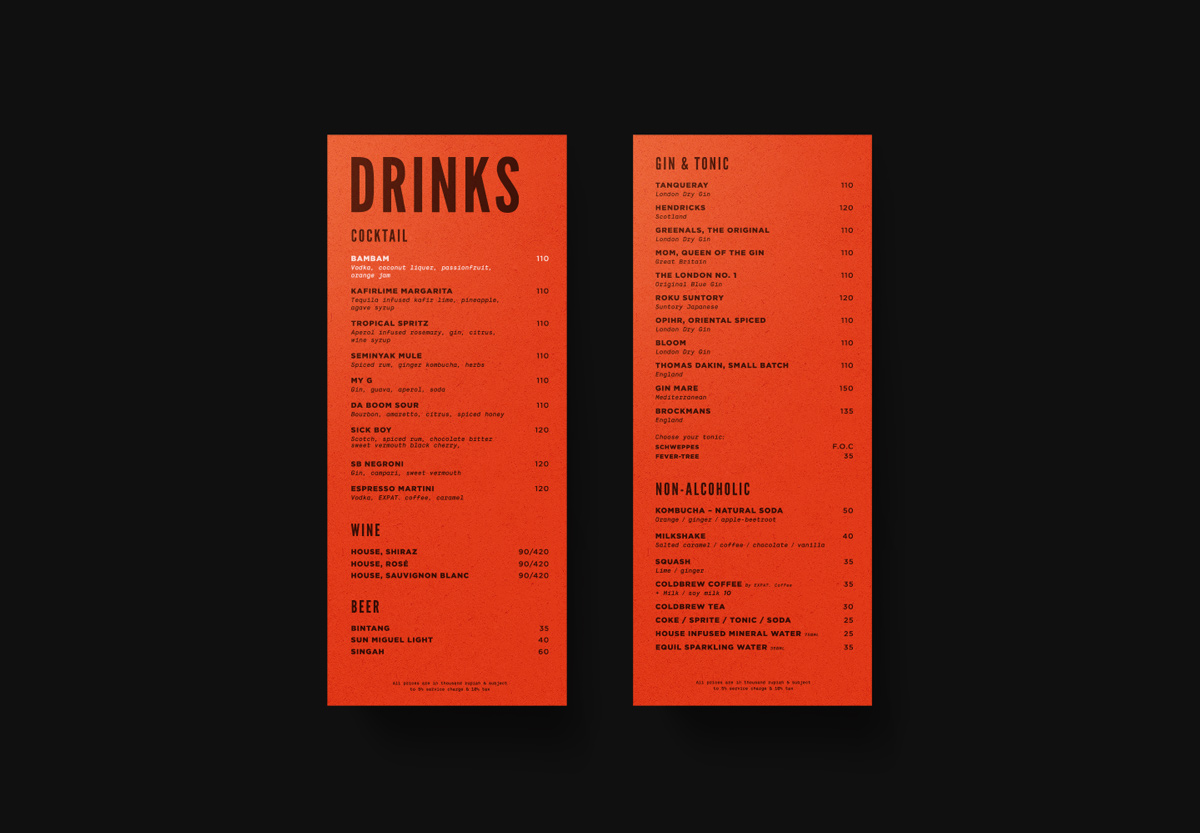 DRINKS
COCKTAIL
BAMBAM 110
Vodka, coconut liquer, passionfruit,
orange jam
KAFIRLIME MARGARITA 110
Tequila infused kafir lime, pineapple,
agave syrup
TROPICAL SPRITZ 110
Aperol infused rosemary, gin, citrus,
wine syrup
SEMINYAK MULE 110
Spiced rum, ginger kombucha, herbs
MY G 110
Gin, guava, aperol, soda
DA BOOM SOUR 110
Bourbon, amaretto, citrus, spiced honey
SICK BOY 120
Scotch, spiced rum, chocolate bitter
sweet vermouth black cherry,
SB NEGRONI 120
Gin, campari, sweet vermouth
ESPRESSO MARTINI 120
Vodka, EXPAT. coffee, caramel
WINE
HOUSE, SHIRAZ 90/420
HOUSE, ROSÈ 90/420
HOUSE, SAUVIGNON BLANC 90/420
BEER
BINTANG 35
SUN MIGUEL LIGHT 40
SINGAH 60
All prices are in thousand rupiah & subject
service charge & 10% tax
GIN & TONIC
TANQUERAY 110
London Dry Gin
HENDRICKS 120
Scotland
GREENALS, THE ORIGINAL 110
London Dry Gin
MOM, QUEEN OF THE GIN 110
Great Britain
THE LONDON NO. 1 110
Original Blue Gin
ROKU SUNTORY 120
Suntory Japanese
OPIHR, ORIENTAL SPICED 110
London Dry Gin
BLOOM 110
London Dry Gin
THOMAS DAKIN, SMALL BATCH 110
England
GIN MARE 150
Mediterranean
BROCKMANS 135
England
Choose your tonic:
SCHWEPPES F.O.C
FEVER-TREE 35
NON-ALCOHOLIC
KOMBUCHA – NATURAL SODA 50
Orange / ginger / apple-beetroot
MILKSHAKE 40
Salted caramel / coffee / chocolate / vanilla
SQUASH 35
Lime / ginger
COLDBREW COFFEE by EXPAT. Coffee 35
+ Milk / soy milk 10
COLDBREW TEA 30
COKE / SPRITE / TONIC / SODA 25
HOUSE INFUSED MINERAL WATER 25
EQUIL SPARKLING WATER 35
All prices are in thousand rupiah & subject
service charge & 10% tax